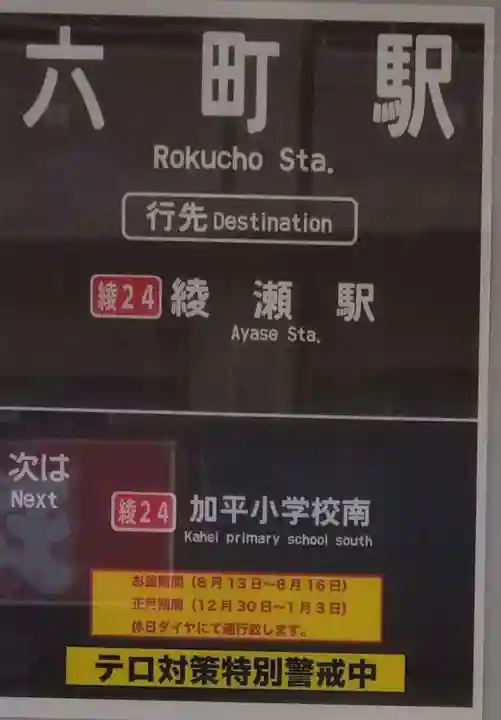 六町駅
Rokucho Sta.
行先 Destination
綾24 綾瀬駅
Ayase Sta.
次は
Next
綾24 加平小学校南
Kahei primary school south
お盆期間（8月13日〜8月16日）
正月期間（12月30日〜1月3日）
休日ダイヤにて運行致します。
テロ対策特別警戒中